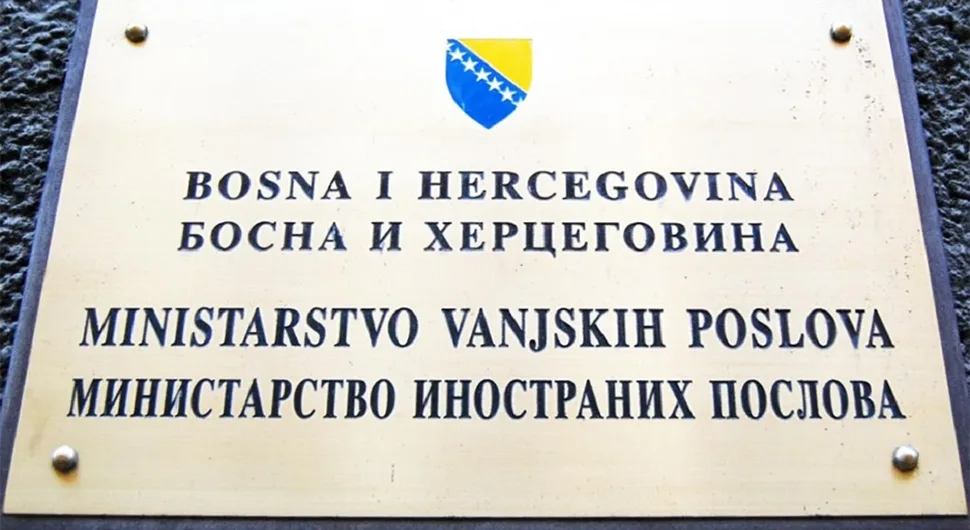 BOSNA I HERCEGOVINA
БОСНА И ХЕРЦЕГОВИНА
MINISTARSTVO VANJSKIH POSLOVA
МИНИСТАРСТВО ИНОСТРАНИХ ПОСЛОВА